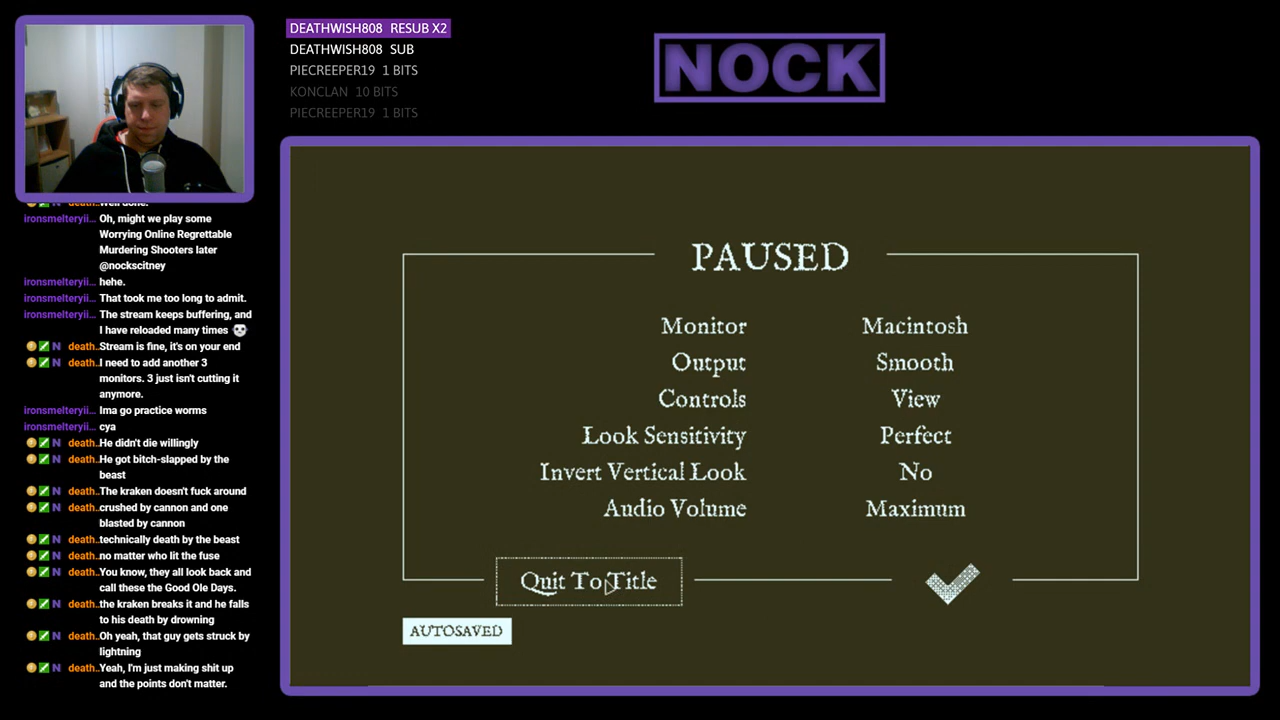 DEATHWISH808 RESUB X2
DEATHWISH808 SUB
PIECREEPER19 1 BITS
KONCLAN 10 BITS
PIECREEPER19 1 BITS
NOCK
death.. Well done.
ironsmelteryii... Oh, might we play some
Worrying Online Regrettable
Murdering Shooters later
@nockscitney
ironsmelteryii... hehe.
ironsmelteryii... That took me too long to admit.
ironsmelteryii... The stream keeps buffering, and
I have reloaded many times
N death.. Stream is fine, it's on your end
N death.. I need to add another 3
monitors. 3 just isn't cutting it
anymore.
ironsmelteryii... Ima go practice worms
ironsmelteryii... cya
N death.. He didn't die willingly
N death.. He got bitch-slapped by the
beast
N death.. The kraken doesn't fuck around
N death.. crushed by cannon and one
blasted by cannon
N death.. technically death by the beast
N death.. no matter who lit the fuse
N death.. You know, they all look back and
call these the Good Ole Days.
N death.. the kraken breaks it and he falls
to his death by drowning
N death.. Oh yeah, that guy gets struck by
lightning
N death.. Yeah, I'm just making shit up
and the points don't matter.
PAUSED
Monitor Macintosh
Output Smooth
Controls View
Look Sensitivity Perfect
Invert Vertical Look No
Audio Volume Maximum
Quit To Title
AUTOSAVED